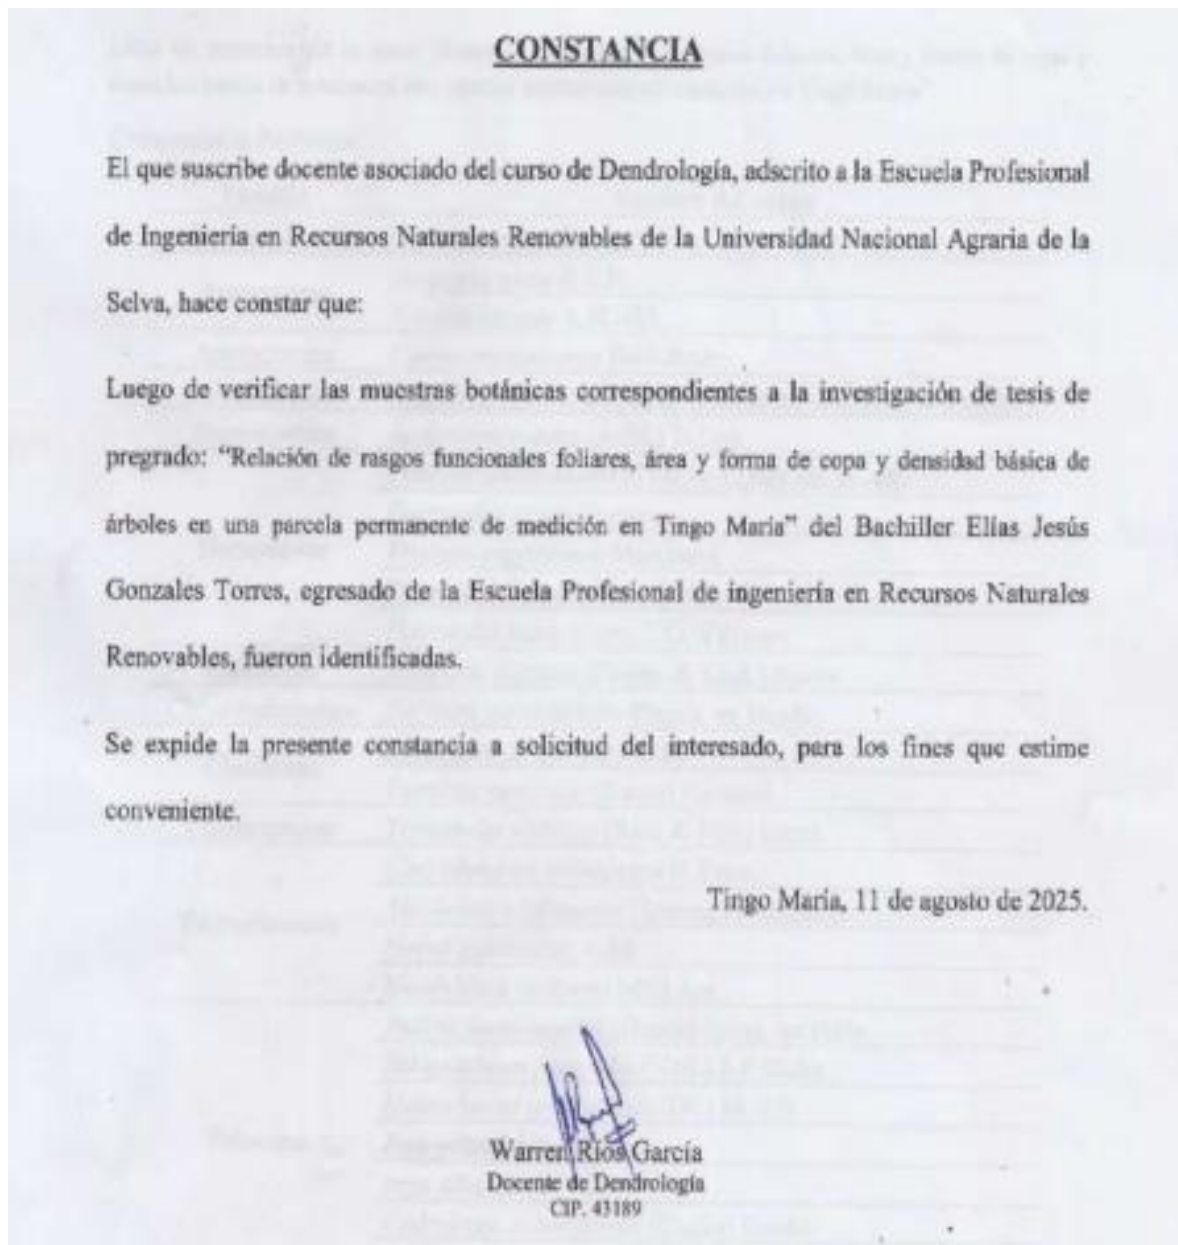 CONSTANCIA
El que suscribe docente asociado del curso de Dendrología, adscrito a la Escuela Profesional
de Ingeniería en Recursos Naturales Renovables de la Universidad Nacional Agraria de la
Selva, hace constar que:
Luego de verificar las muestras botánicas correspondientes a la investigación de tesis de
pregrado: “Relación de rasgos funcionales foliares, área y forma de copa y densidad básica de
árboles en una parcela permanente de medición en Tingo María” del Bachiller Elías Jesús
Gonzales Torres, egresado de la Escuela Profesional de ingeniería en Recursos Naturales
Renovables, fueron identificadas.
Se expide la presente constancia a solicitud del interesado, para los fines que estime
conveniente.
Tingo María, 11 de agosto de 2025.
Warren Ríos García
Docente de Dendrología
CIP. 43189